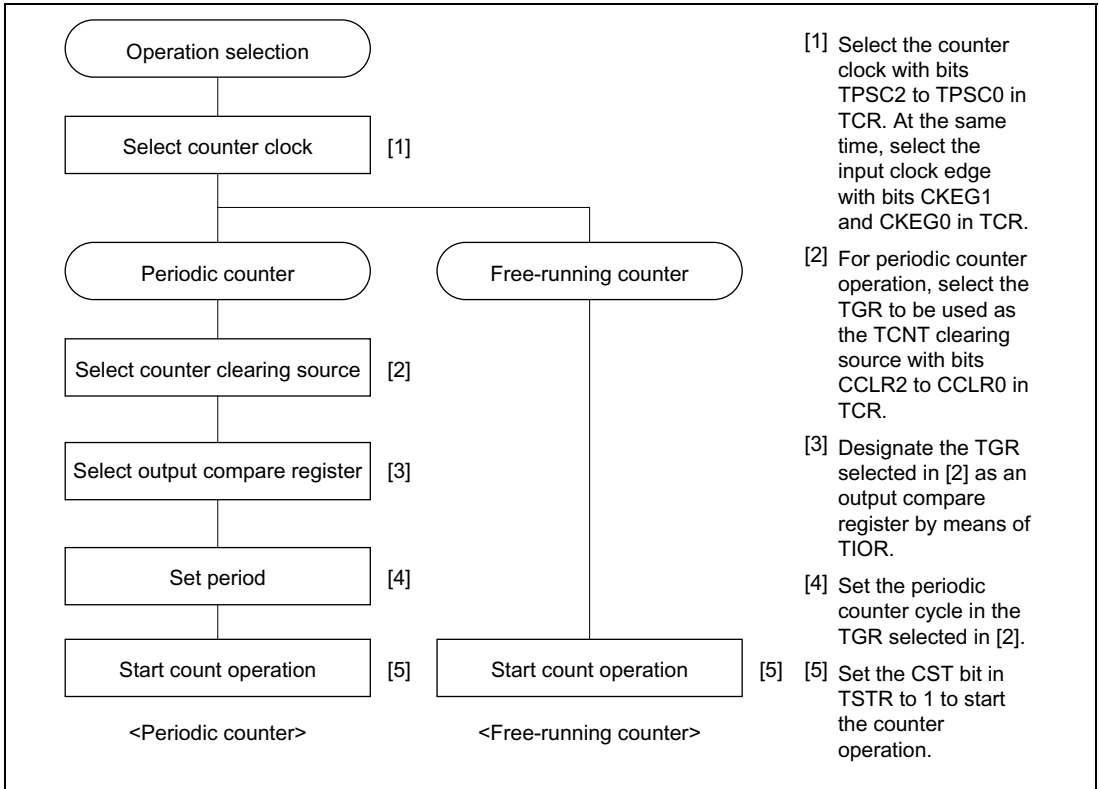 Operation selection
Select counter clock
[1]
Periodic counter
Free-running counter
Select counter clearing source
[2]
Select output compare register
[3]
Set period
[4]
Start count operation
[5]
Start count operation
[5]
<Periodic counter>
<Free-running counter>
[1] Select the counter
clock with bits
TPSC2 to TPSC0 in
TCR. At the same
time, select the
input clock edge
with bits CKEG1
and CKEG0 in TCR.
[2] For periodic counter
operation, select the
TGR to be used as
the TCNT clearing
source with bits
CCLR2 to CCLR0 in
TCR.
[3] Designate the TGR
selected in [2] as an
output compare
register by means of
TIOR.
[4] Set the periodic
counter cycle in the
TGR selected in [2].
[5] Set the CST bit in
TSTR to 1 to start
the counter
operation.